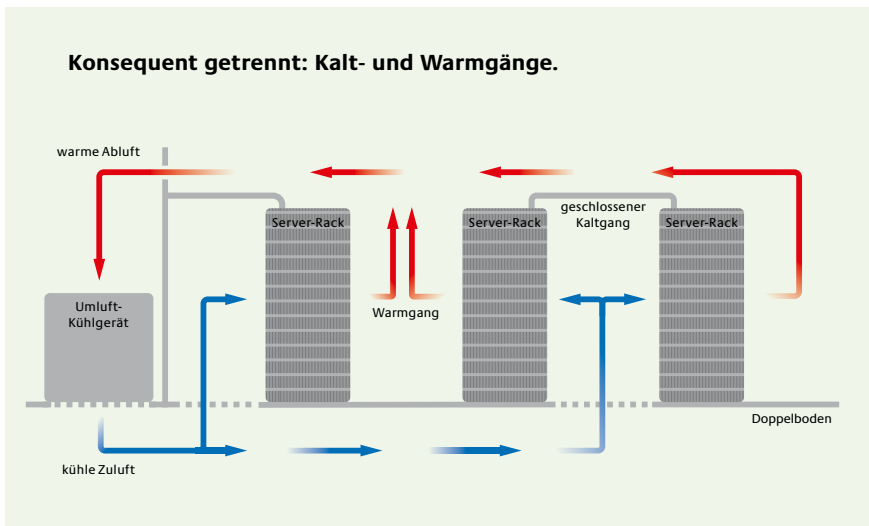 Konsequent getrennt: Kalt- und Warmgänge.
warme Abluft
geschlossener
Kaltgang
Server-Rack
Server-Rack
Server-Rack
Umluft-
Kühlgerät
Warmgang
Doppelboden
kühle Zuluft